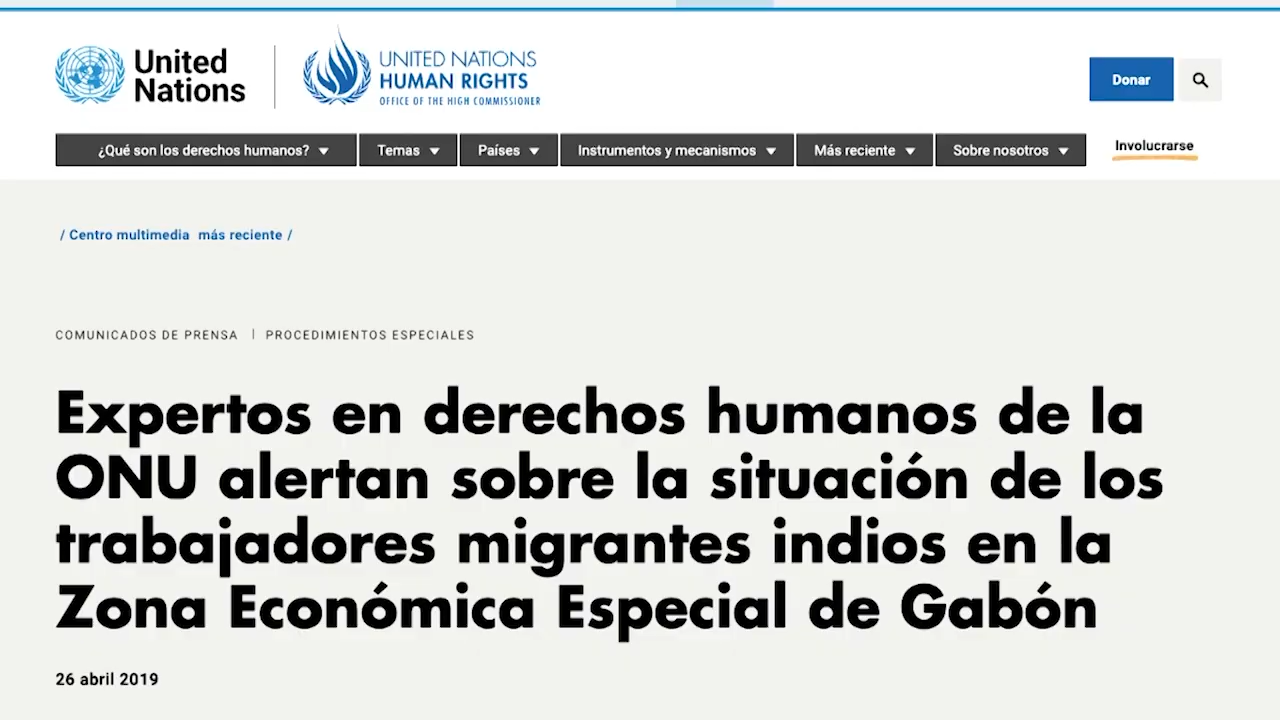 United
Nations
UNITED NATIONS
HUMAN RIGHTS
OFFICE OF THE HIGH COMMISSIONER
Donar
¿Qué son los derechos humanos?
Temas
Países
Instrumentos y mecanismos
Más reciente
Sobre nosotros
Involucrarse
/ Centro multimedia más reciente /
COMUNICADOS DE PRENSA | PROCEDIMIENTOS ESPECIALES
Expertos en derechos humanos de la
ONU alertan sobre la situación de los
trabajadores migrantes indios en la
Zona Económica Especial de Gabón
26 abril 2019